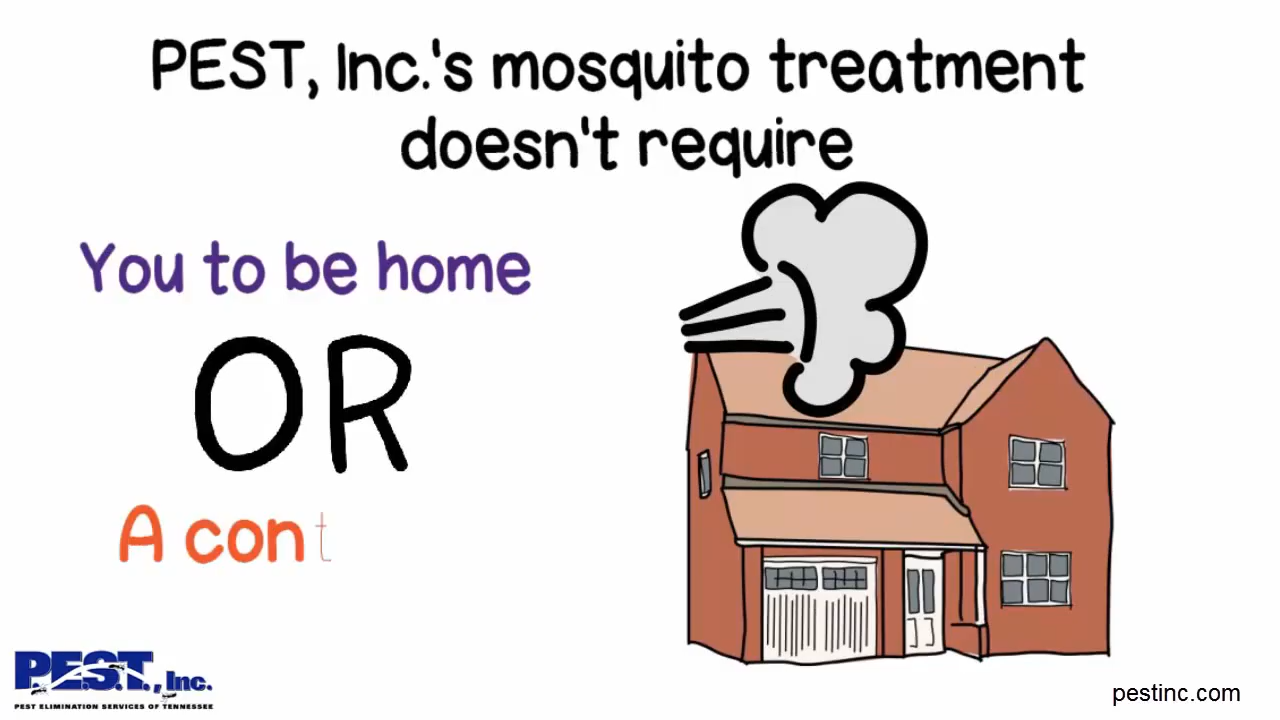 PEST, Inc.'s mosquito treatment
doesn't require
You to be home
OR
A cont
P.E.S.T., Inc.
PEST ELIMINATION SERVICES OF TENNESSEE
pestinc.com